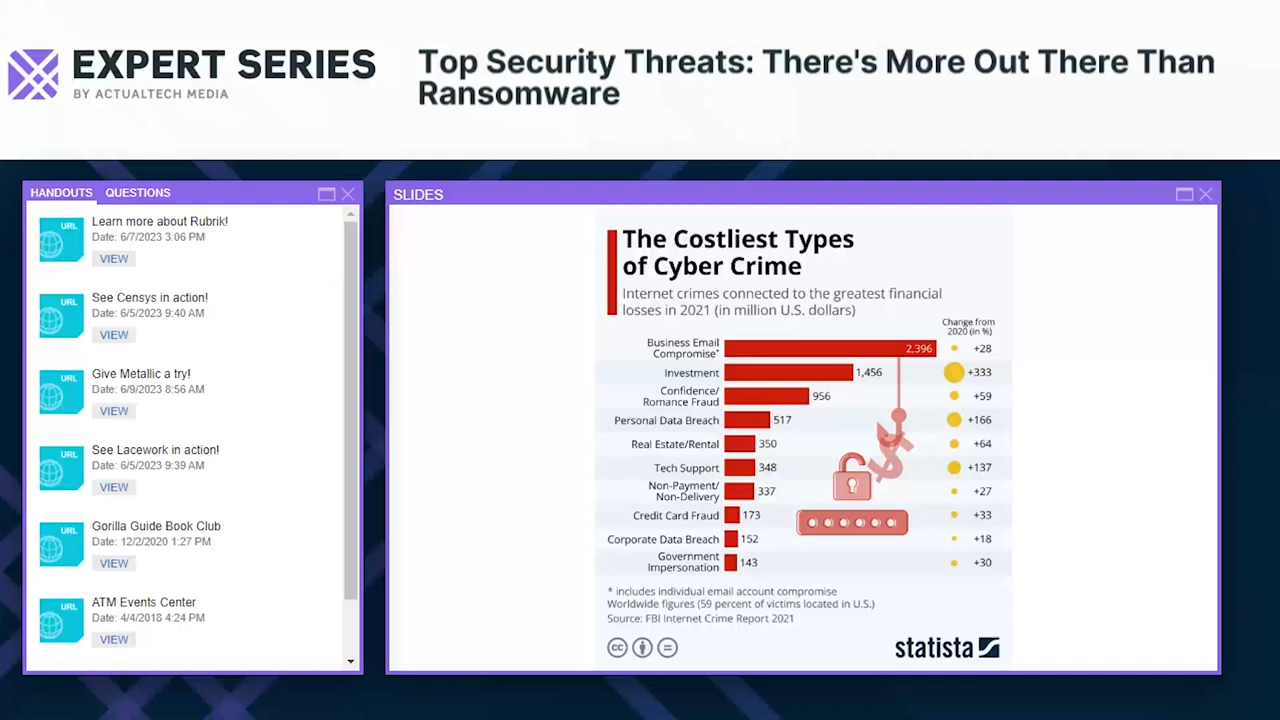 EXPERT SERIES
BY ACTUALTECH MEDIA
Top Security Threats: There's More Out There Than
Ransomware
HANDOUTS QUESTIONS
URL
Learn more about Rubrik!
Date: 6/7/2023 3:06 PM
VIEW
URL
See Censys in action!
Date: 6/5/2023 9:40 AM
VIEW
URL
Give Metallic a try!
Date: 6/9/2023 8:56 AM
VIEW
URL
See Lacework in action!
Date: 6/5/2023 9:39 AM
VIEW
URL
Gorilla Guide Book Club
Date: 12/2/2020 1:27 PM
VIEW
URL
ATM Events Center
Date: 4/4/2018 4:24 PM
VIEW
SLIDES
The Costliest Types
of Cyber Crime
Internet crimes connected to the greatest financial
losses in 2021 (in million U.S. dollars)
Change from
2020 (in %)
Business Email
Compromise* 2,396 +28
Investment 1,456 +333
Confidence/
Romance Fraud 956 +59
Personal Data Breach 517 +166
Real Estate/Rental 350 +64
Tech Support 348 +137
Non-Payment/
Non-Delivery 337 +27
Credit Card Fraud 173 +33
Corporate Data Breach 152 +18
Government
Impersonation 143 +30
* includes individual email account compromise
Worldwide figures (59 percent of victims located in U.S.)
Source: FBI Internet Crime Report 2021
cc
statista